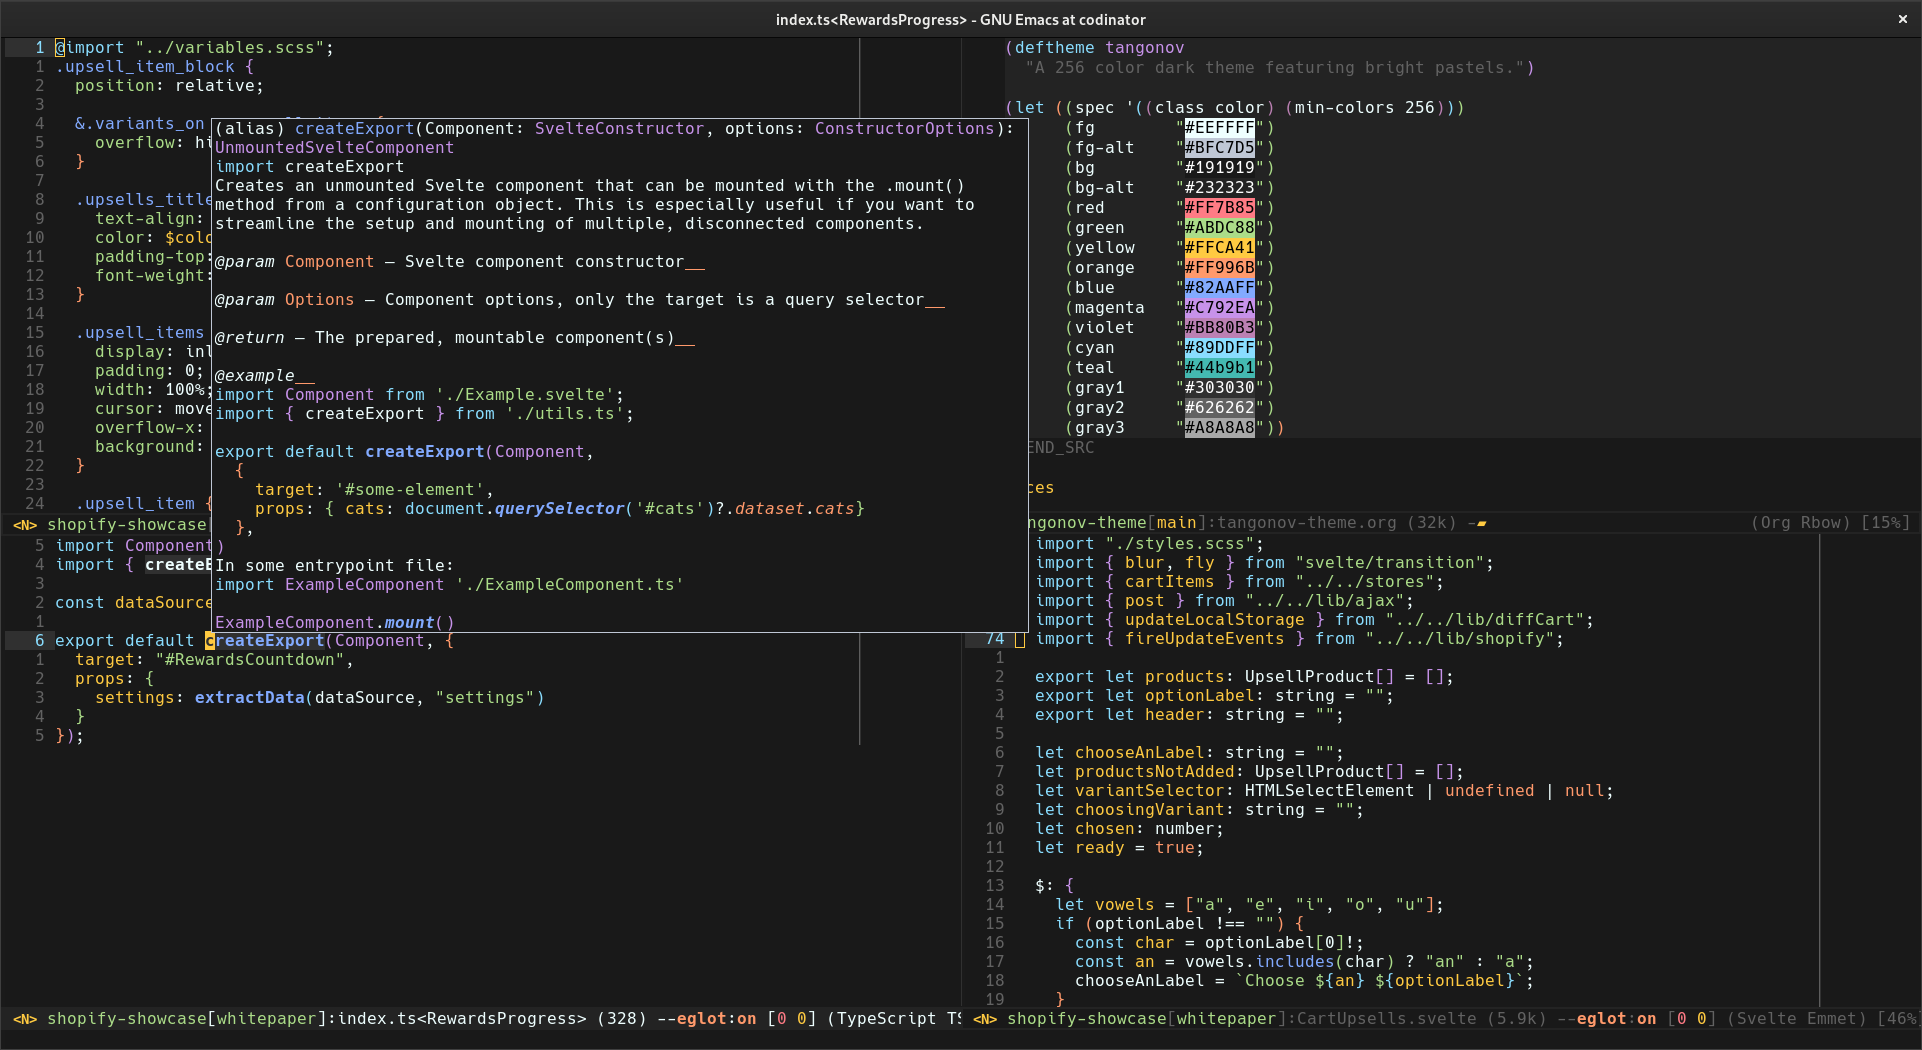 index.ts<RewardsProgress> - GNU Emacs at codinator
×
1 @import "../variables.scss";
1 .upsell_item_block {
2 position: relative;
3
4 &.variants_on
5 overflow:
6 }
7
8 .upsells_title
9 text-align:
10 color:
11 padding-top:
12 font-weight:
13 }
14
15 .upsell_items
16 display:
17 padding: 0;
18 width: 100%;
19 cursor: move
20 overflow-x:
21 background:
22 }
23
24 .upsell_item {
<N> shopify-showcase[
(alias) createExport(Component: SvelteConstructor, options: ConstructorOptions):
UnmountedSvelteComponent
import createExport
Creates an unmounted Svelte component that can be mounted with the .mount()
method from a configuration object. This is especially useful if you want to
streamline the setup and mounting of multiple, disconnected components.
@param Component — Svelte component constructor__
@param Options — Component options, only the target is a query selector__
@return — The prepared, mountable component(s)__
@example__
import Component from './Example.svelte';
import { createExport } from './utils.ts';
export default createExport(Component,
{
target: '#some-element',
props: { cats: document.querySelector('#cats')?.dataset.cats}
},
)
In some entrypoint file:
import ExampleComponent './ExampleComponent.ts'
ExampleComponent.mount()
5 import Component
4 import { createE
3
2 const dataSource
1
6 export default createExport(Component, {
1 target: "#RewardsCountdown",
2 props: {
3 settings: extractData(dataSource, "settings")
4 }
5 });
<N> shopify-showcase[whitepaper]:index.ts<RewardsProgress> (328) --eglot:on [0 0] (TypeScript TS
(deftheme tangonov
"A 256 color dark theme featuring bright pastels.")
(let ((spec '((class color) (min-colors 256)))
(fg "#EEFFFF")
(fg-alt "#BFC7D5")
(bg "#191919")
(bg-alt "#232323")
(red "#FF7B85")
(green "#ABDC88")
(yellow "#FFCA41")
(orange "#FF996B")
(blue "#82AAFF")
(magenta "#C792EA")
(violet "#BB80B3")
(cyan "#89DDFF")
(teal "#44b9b1")
(gray1 "#303030")
(gray2 "#626262")
(gray3 "#A8A8A8"))
END_SRC
ces
ngonov-theme[main]:tangonov-theme.org (32k) - (Org Rbow) [15%]
import "./styles.scss";
import { blur, fly } from "svelte/transition";
import { cartItems } from "../../stores";
import { post } from "../../lib/ajax";
import { updateLocalStorage } from "../../lib/diffCart";
74 import { fireUpdateEvents } from "../../lib/shopify";
1
2 export let products: UpsellProduct[] = [];
3 export let optionLabel: string = "";
4 export let header: string = "";
5
6 let chooseAnLabel: string = "";
7 let productsNotAdded: UpsellProduct[] = [];
8 let variantSelector: HTMLSelectElement | undefined | null;
9 let choosingVariant: string = "";
10 let chosen: number;
11 let ready = true;
12
13 $: {
14 let vowels = ["a", "e", "i", "o", "u"];
15 if (optionLabel !== "") {
16 const char = optionLabel[0]!;
17 const an = vowels.includes(char) ? "an" : "a";
18 chooseAnLabel = `Choose ${an} ${optionLabel}`;
19 }
<N> shopify-showcase[whitepaper]:CartUpsells.svelte (5.9k) --eglot:on [0 0] (Svelte Emmet) [46%